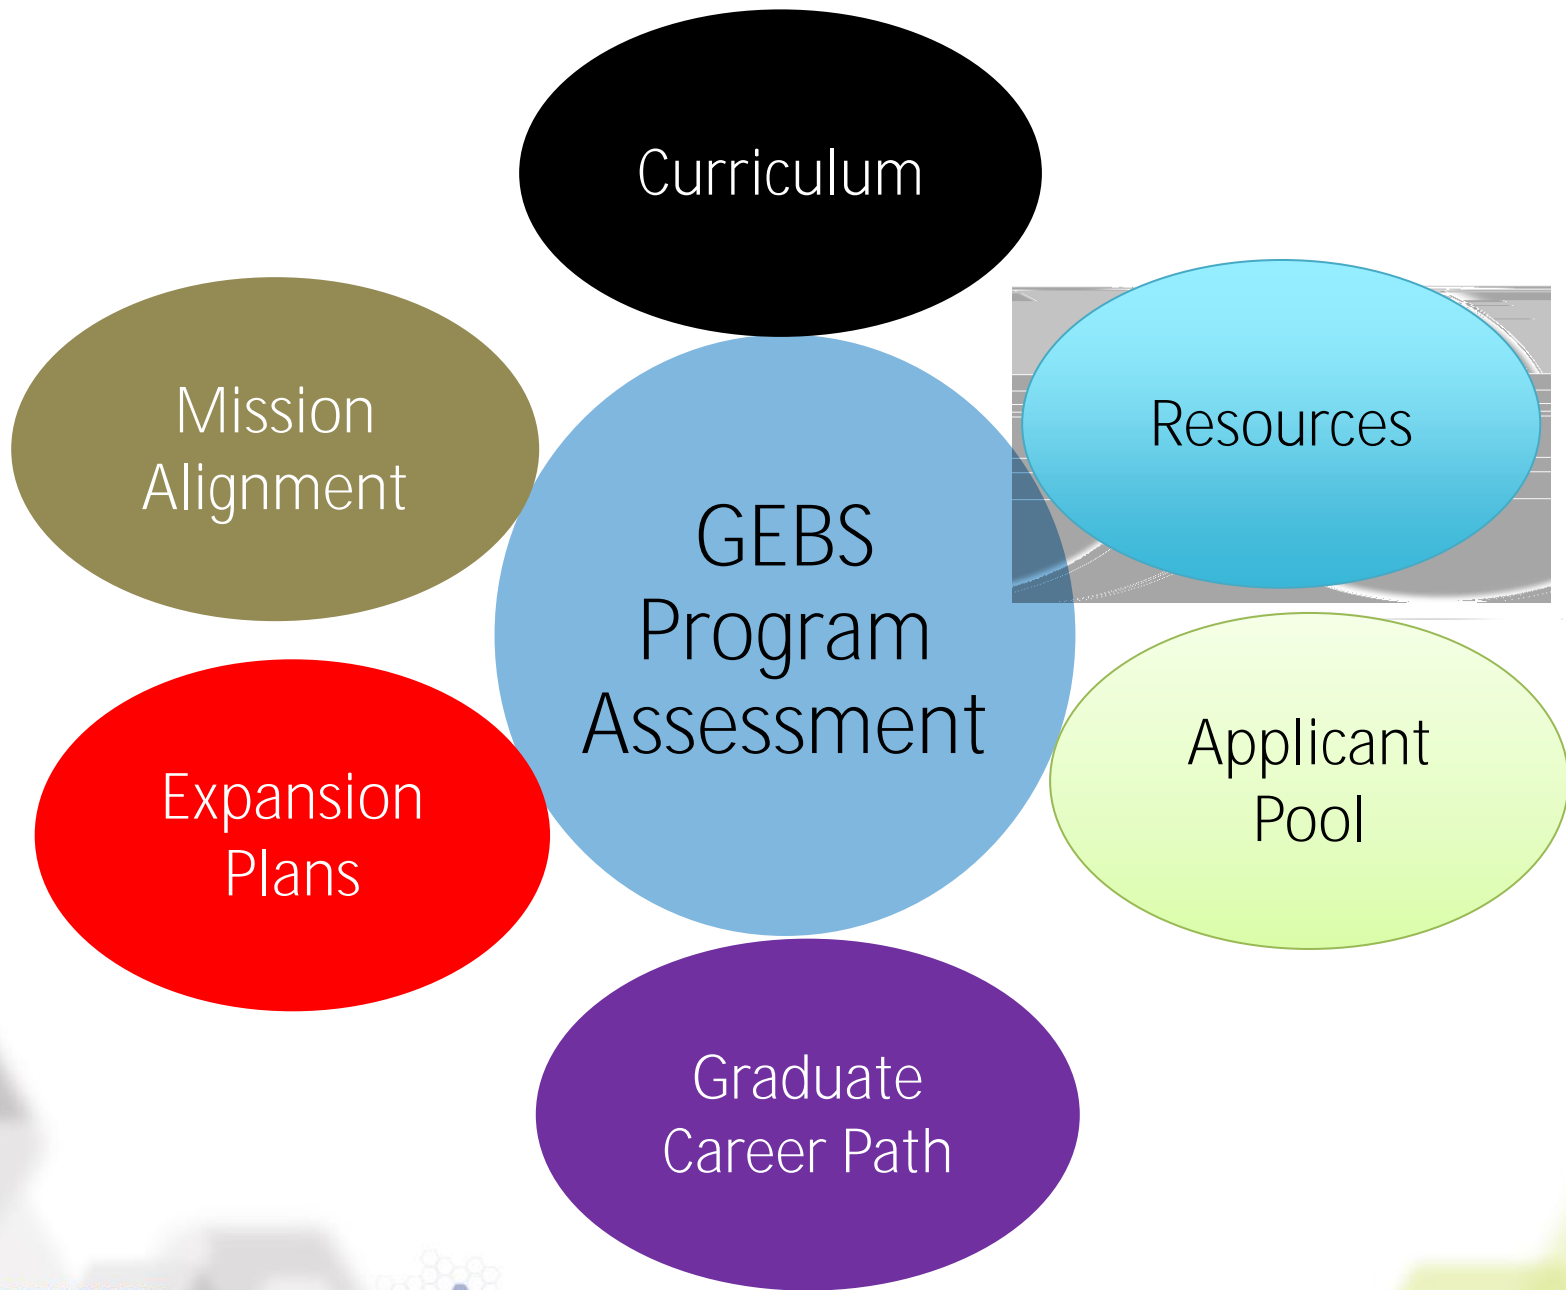 Curriculum
Mission
Alignment
Resources
GEBS
Program
Assessment
Expansion
Plans
Applicant
Pool
Graduate
Career Path